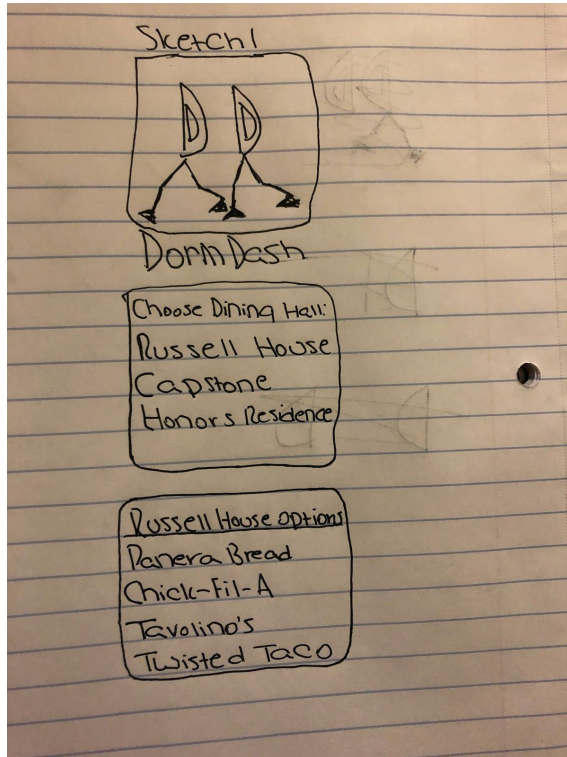 Sketch1
DD
DormDash
Choose Dining Hall:
Russell House
Capstone
Honors Residence
Russell House options
Panera Bread
Chick-Fil-A
Tavolino's
Twisted Taco